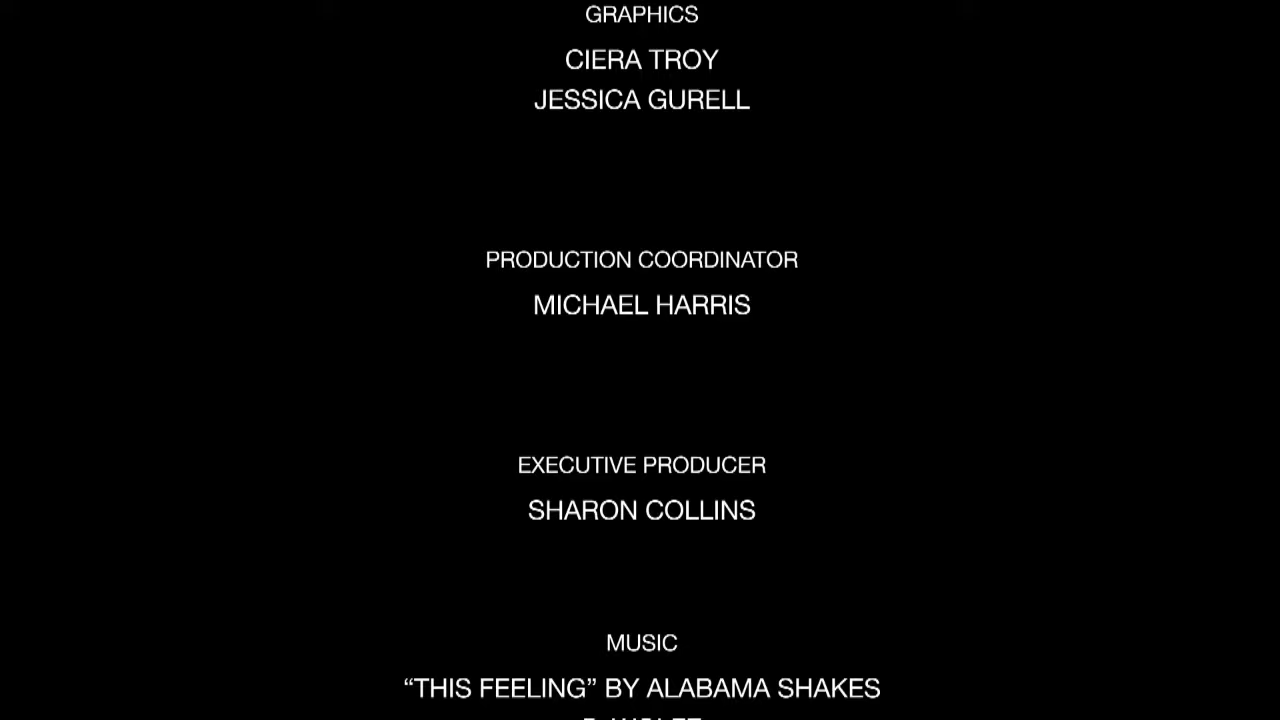 GRAPHICS
CIERA TROY
JESSICA GURELL
PRODUCTION COORDINATOR
MICHAEL HARRIS
EXECUTIVE PRODUCER
SHARON COLLINS
MUSIC
“THIS FEELING” BY ALABAMA SHAKES